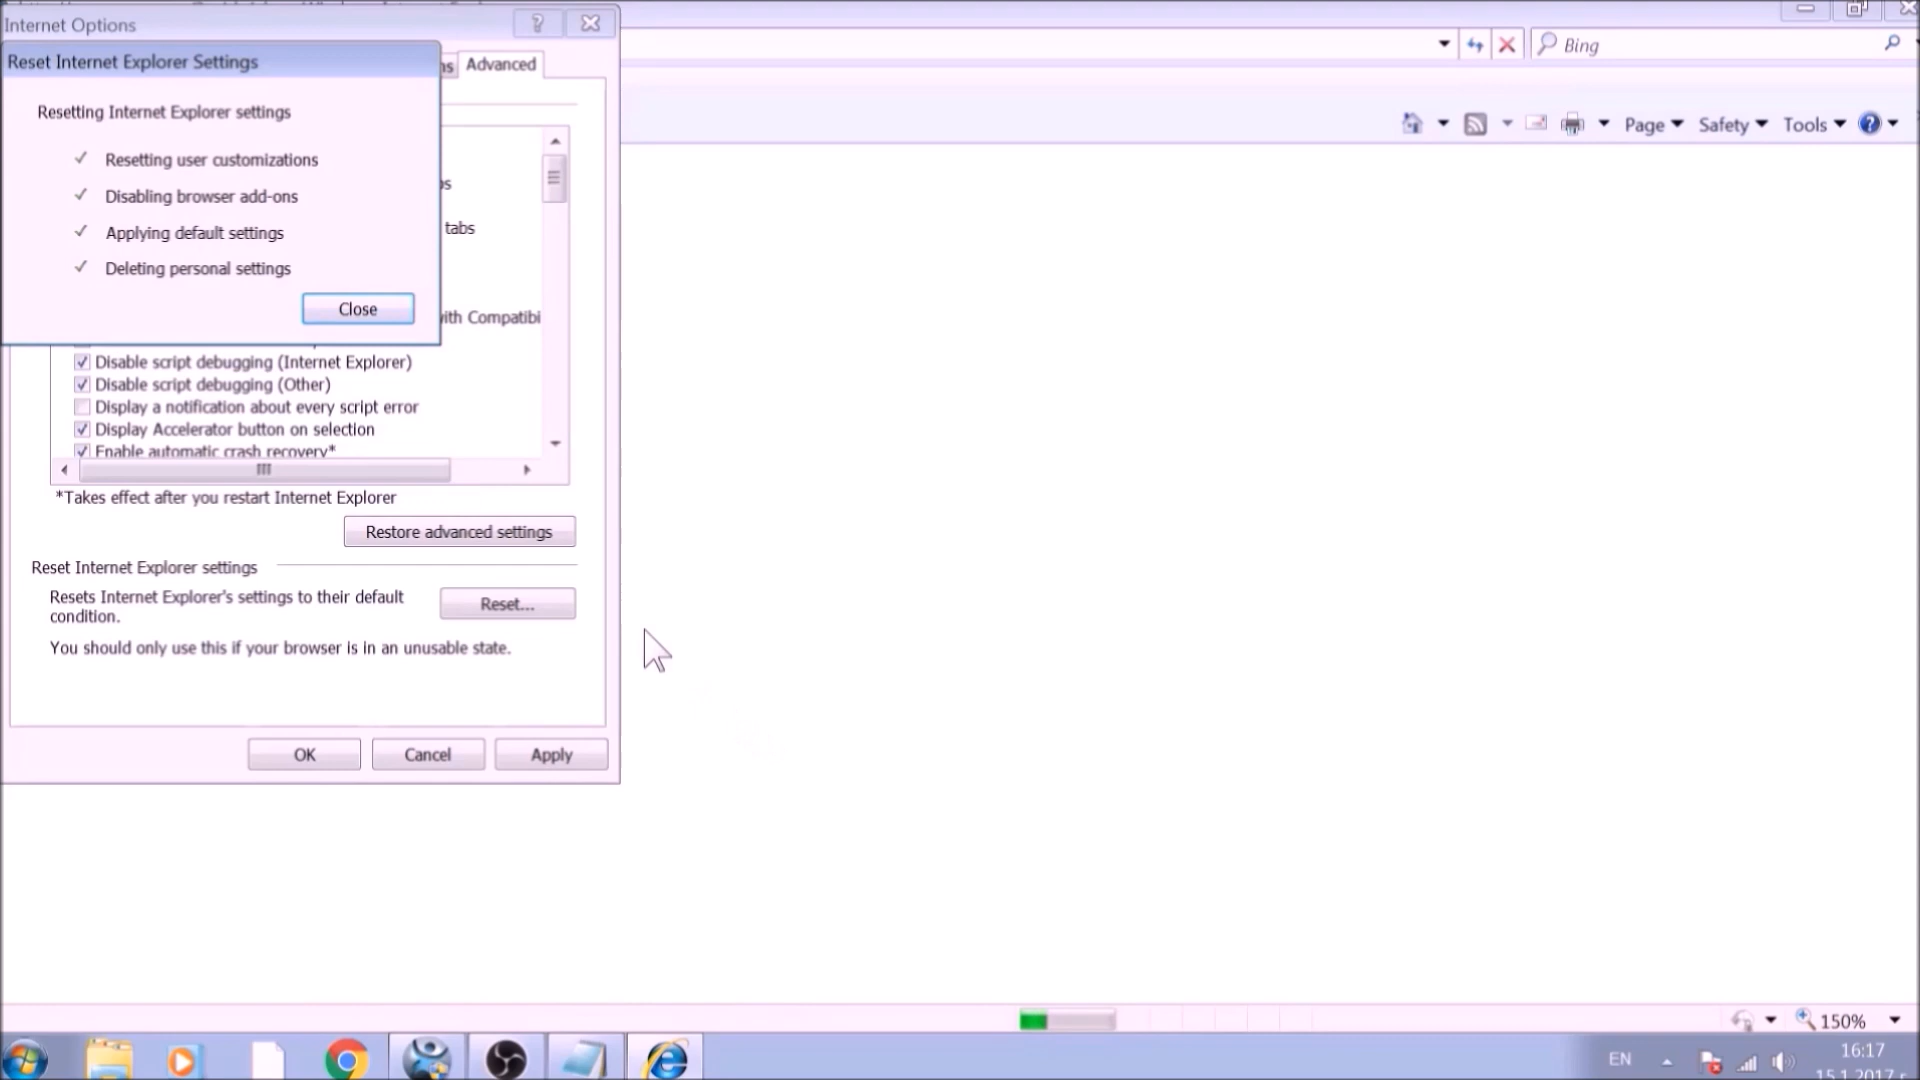 Internet Options
Bing
Reset Internet Explorer Settings
Advanced
Resetting Internet Explorer settings
Page
Safety
Tools
Resetting user customizations
Disabling browser add-ons
Applying default settings
tabs
Deleting personal settings
Close
ith Compatibi
Disable script debugging (Internet Explorer)
Disable script debugging (Other)
Display a notification about every script error
Display Accelerator button on selection
Enable automatic crash recovery*
*Takes effect after you restart Internet Explorer
Restore advanced settings
Reset Internet Explorer settings
Resets Internet Explorer's settings to their default
condition.
Reset...
You should only use this if your browser is in an unusable state.
OK
Cancel
Apply
150%
EN
16:17
15.1.2017 г.